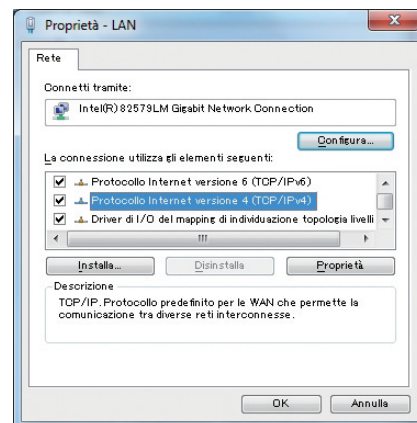 Proprietà - LAN
Rete
Connetti tramite:
Intel(R) 82579LM Gigabit Network Connection
Configura...
La connessione utilizza gli elementi seguenti:
Protocollo Internet versione 6 (TCP/IPv6)
Protocollo Internet versione 4 (TCP/IPv4)
Driver di I/O del mapping di individuazione topologia livelli
Installa... Disinstalla Proprietà
Descrizione
TCP/IP. Protocollo predefinito per le WAN che permette la
comunicazione tra diverse reti interconnesse.
OK Annulla